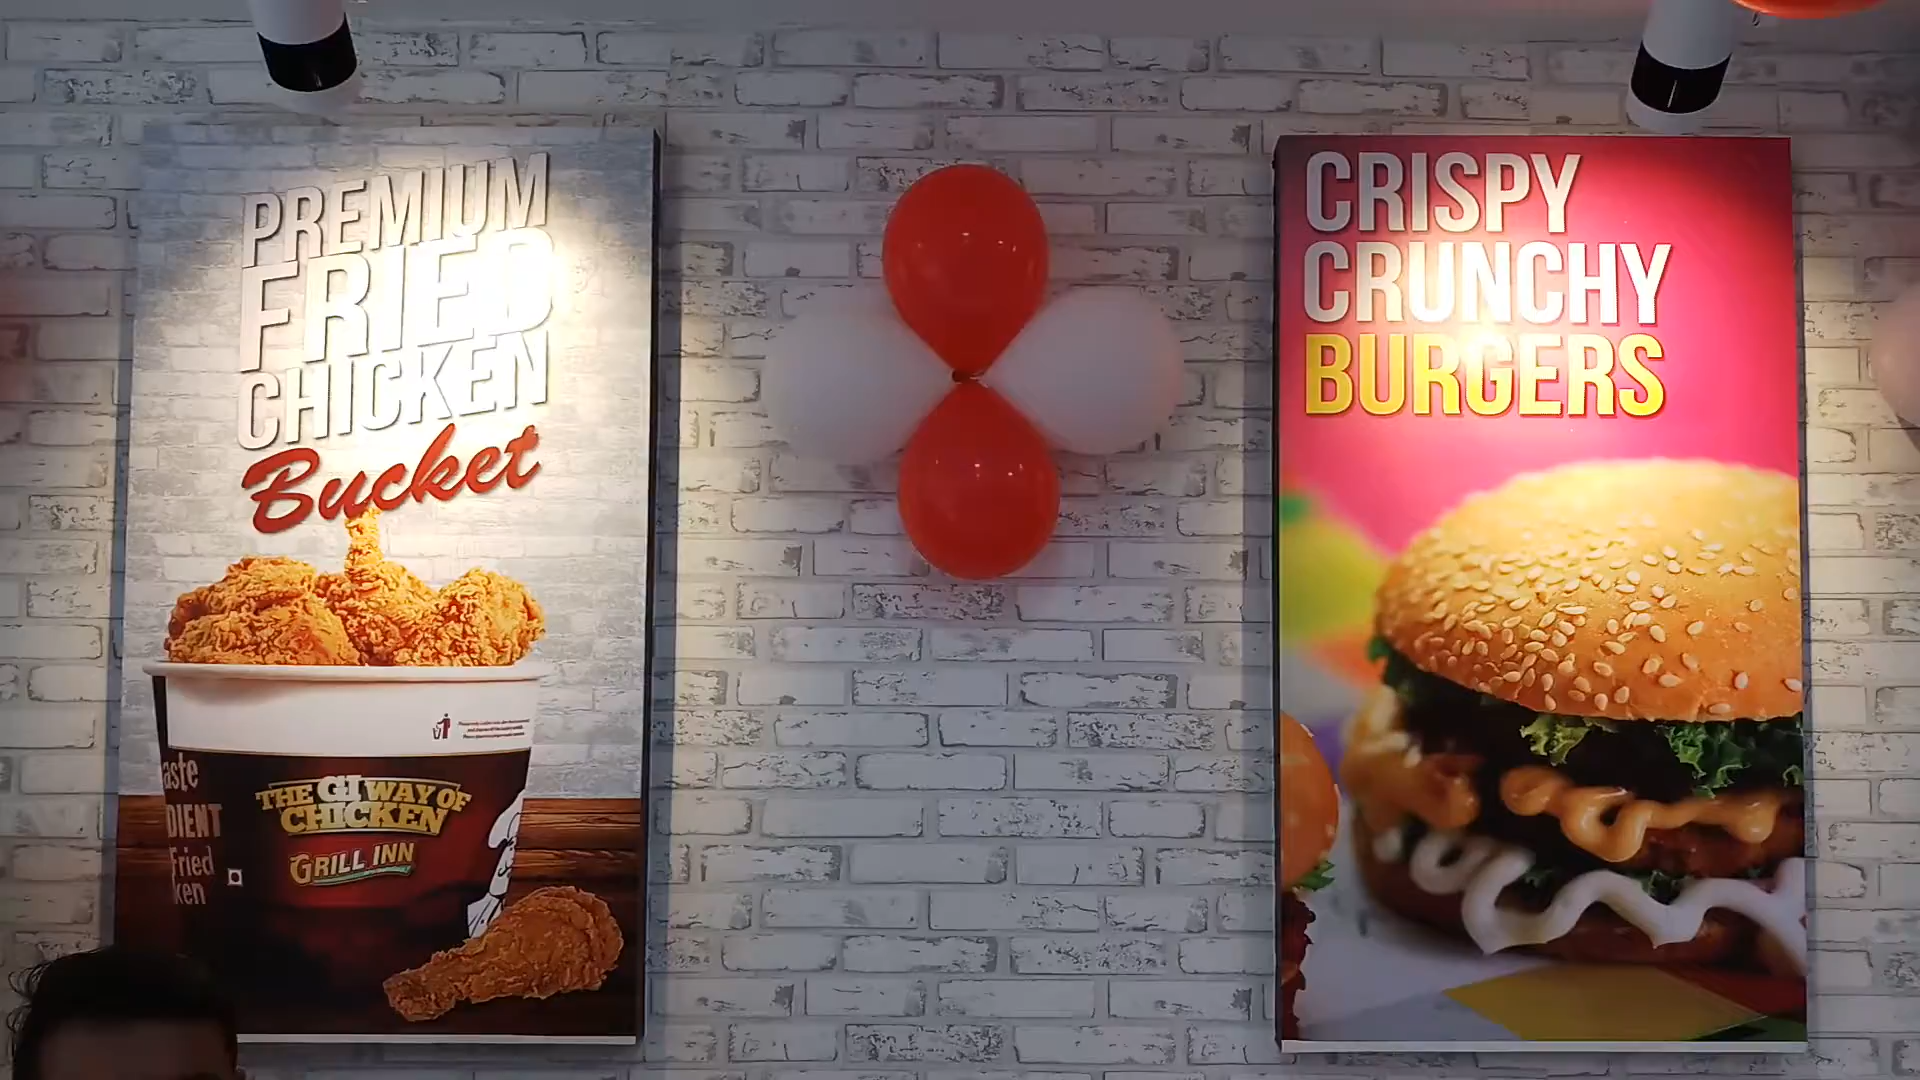 PREMIUM
FRIED
CHICKEN
Bucket
aste
DIENT
Fried
ken
THE GI WAY OF
CHICKEN
GRILL INN
CRISPY
CRUNCHY
BURGERS